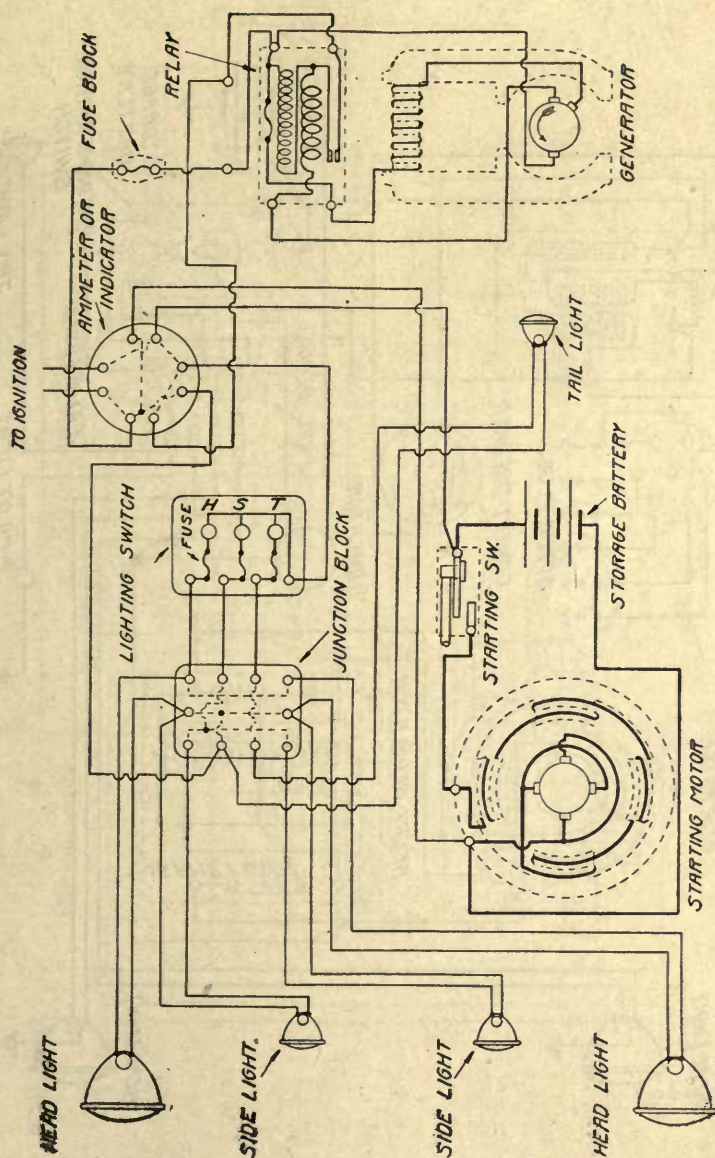 TO IGNITION
AMMETER OR
INDICATOR
FUSE BLOCK
RELAY
GENERATOR
LIGHTING SWITCH
FUSE
H
S
T
JUNCTION BLOCK
TAIL LIGHT
STARTING SW.
STORAGE BATTERY
STARTING MOTOR
HEAD LIGHT
SIDE LIGHT.
SIDE LIGHT
HEAD LIGHT